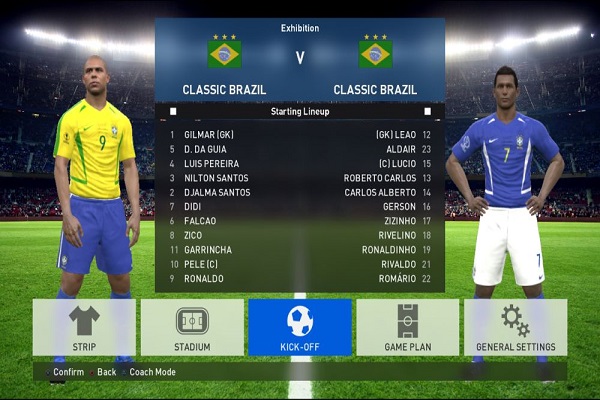 Exhibition
V
CLASSIC BRAZIL CLASSIC BRAZIL
Starting Lineup
1 GILMAR (GK) (GK) LEAO 12
5 D. DA GUIA ALDAIR 23
4 LUIS PEREIRA (C) LUCIO 15
3 NILTON SANTOS ROBERTO CARLOS 13
2 DJALMA SANTOS CARLOS ALBERTO 14
7 DIDI GERSON 16
6 FALCAO ZIZINHO 17
8 ZICO RIVELINO 18
11 GARRINCHA RONALDINHO 19
10 PELE (C) RIVALDO 21
9 RONALDO ROMÁRIO 22
9
7
7
STRIP STADIUM KICK-OFF GAME PLAN GENERAL SETTINGS
Confirm Back Coach Mode